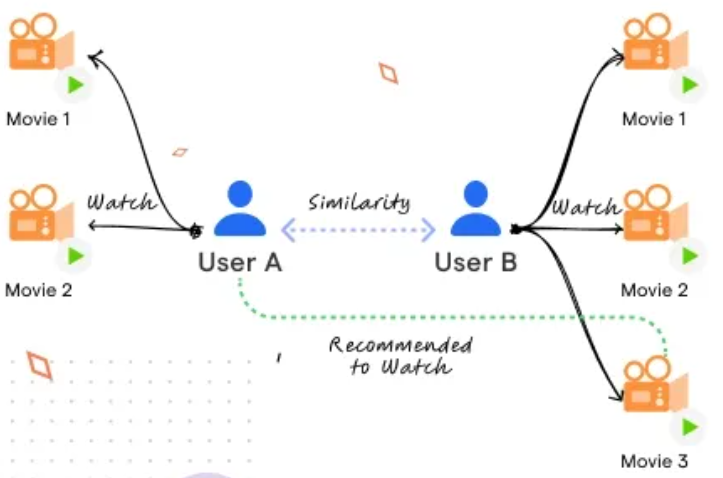 Movie 1
Movie 1
Watch
Similarity
Watch
User A
User B
Movie 2
Movie 2
Recommended
to Watch
Movie 3